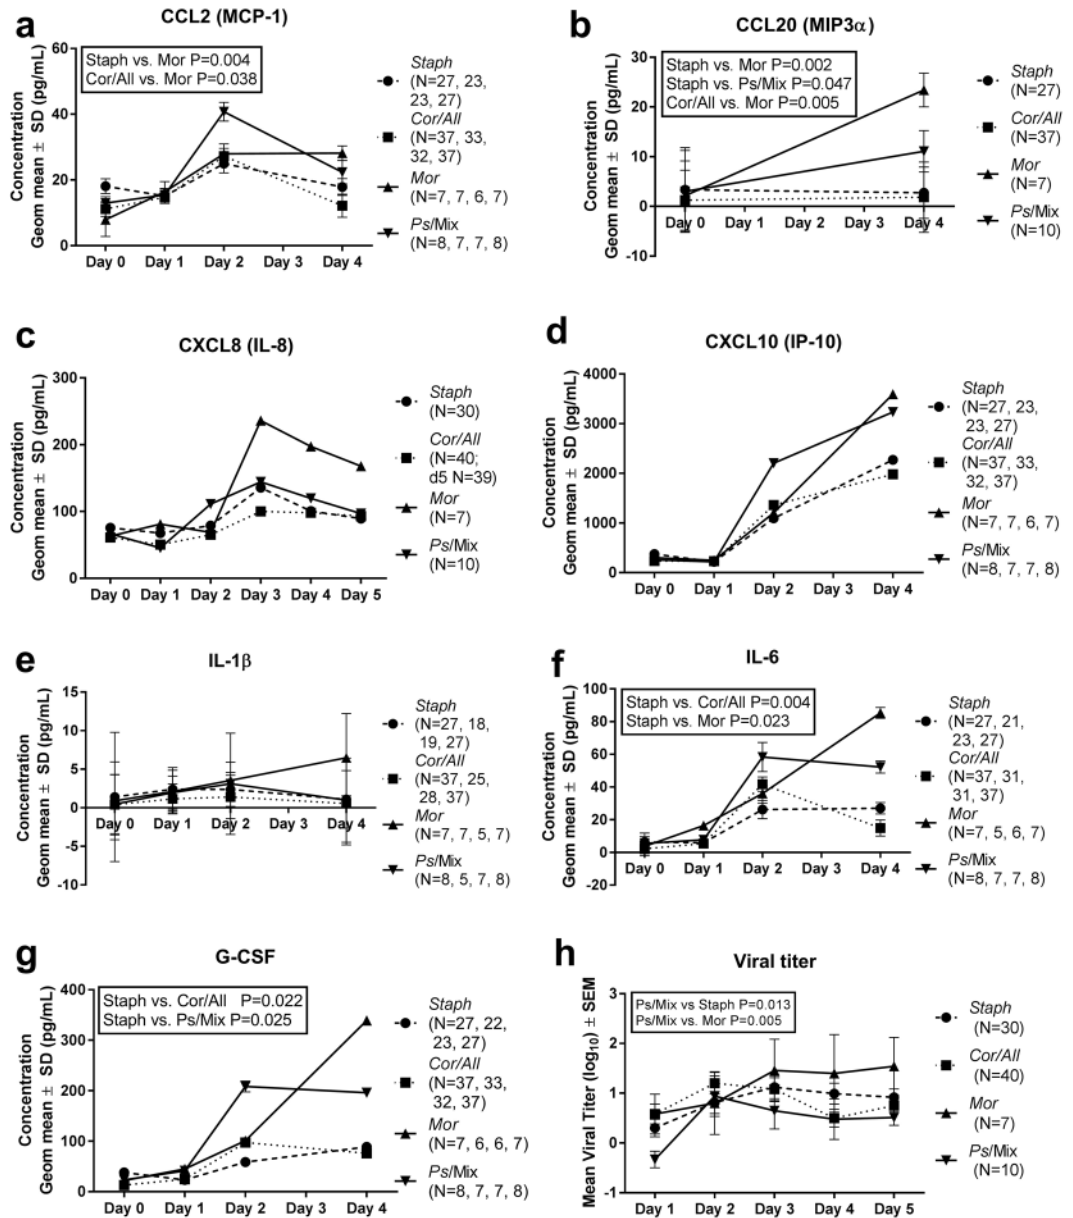 a
CCL2 (MCP-1)
Concentration
Geom mean ± SD (pg/mL)
60
40
20
0
Staph vs. Mor P=0.004
Cor/All vs. Mor P=0.038
Day 0 Day 1 Day 2 Day 3 Day 4
Staph
(N=27, 23,
23, 27)
Cor/All
(N=37, 33,
32, 37)
Mor
(N=7, 7, 6, 7)
Ps/Mix
(N=8, 7, 7, 8)
b
CCL20 (MIP3α)
Concentration
Geom mean ± SD (pg/mL)
30
20
10
0
-10
Staph vs. Mor P=0.002
Staph vs. Ps/Mix P=0.047
Cor/All vs. Mor P=0.005
Day 0 Day 1 Day 2 Day 3 Day 4
Staph
(N=27)
Cor/All
(N=37)
Mor
(N=7)
Ps/Mix
(N=10)
c
CXCL8 (IL-8)
Concentration
Geom mean ± SD (pg/mL)
300
200
100
0
Day 0 Day 1 Day 2 Day 3 Day 4 Day 5
Staph
(N=30)
Cor/All
(N=40;
d5 N=39)
Mor
(N=7)
Ps/Mix
(N=10)
d
CXCL10 (IP-10)
Concentration
Geom mean ± SD (pg/mL)
4000
3000
2000
1000
0
Day 0 Day 1 Day 2 Day 3 Day 4
Staph
(N=27, 23,
23, 27)
Cor/All
(N=37, 33,
32, 37)
Mor
(N=7, 7, 6, 7)
Ps/Mix
(N=8, 7, 7, 8)
e
IL-1β
Concentration
Geom mean ± SD (pg/mL)
15
10
5
0
-5
-10
Day 0 Day 1 Day 2 Day 3 Day 4
Staph
(N=27, 18,
19, 27)
Cor/All
(N=37, 25,
28, 37)
Mor
(N=7, 7, 5, 7)
Ps/Mix
(N=8, 5, 7, 8)
f
IL-6
Concentration
Geom mean ± SD (pg/mL)
100
80
60
40
20
0
-20
Staph vs. Cor/All P=0.004
Staph vs. Mor P=0.023
Day 0 Day 1 Day 2 Day 3 Day 4
Staph
(N=27, 21,
23, 27)
Cor/All
(N=37, 31,
31, 37)
Mor
(N=7, 5, 6, 7)
Ps/Mix
(N=8, 7, 7, 8)
g
G-CSF
Concentration
Geom mean ± SD (pg/mL)
400
300
200
100
0
Staph vs. Cor/All P=0.022
Staph vs. Ps/Mix P=0.025
Day 0 Day 1 Day 2 Day 3 Day 4
Staph
(N=27, 22,
23, 27)
Cor/All
(N=37, 33,
32, 37)
Mor
(N=7, 6, 6, 7)
Ps/Mix
(N=8, 7, 7, 8)
h
Viral titer
Mean Viral Titer (log10) ± SEM
3
2
1
0
-1
Ps/Mix vs Staph P=0.013
Ps/Mix vs. Mor P=0.005
Day 1 Day 2 Day 3 Day 4 Day 5
Staph
(N=30)
Cor/All
(N=40)
Mor
(N=7)
Ps/Mix
(N=10)